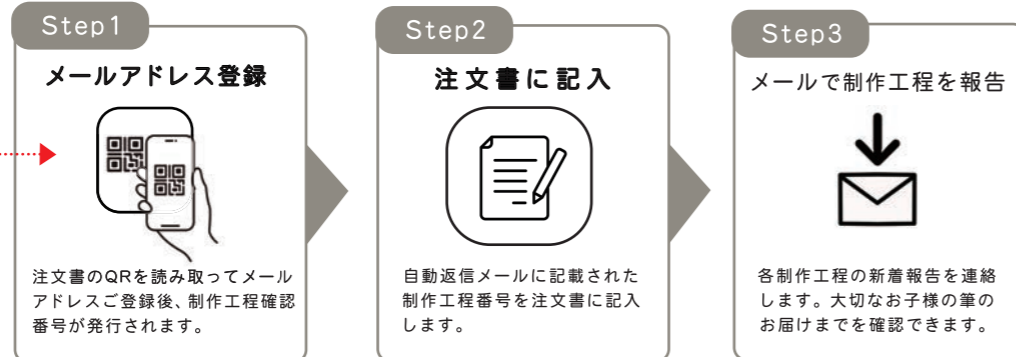 Step1
メールアドレス登録
注文書のQRを読み取ってメール
アドレスご登録後、制作工程確認
番号が発行されます。
Step2
注文書に記入
自動返信メールに記載された
制作工程番号を注文書に記入
します。
Step3
メールで制作工程を報告
各制作工程の新着報告を連絡
します。大切なお子様の筆の
お届けまでを確認できます。